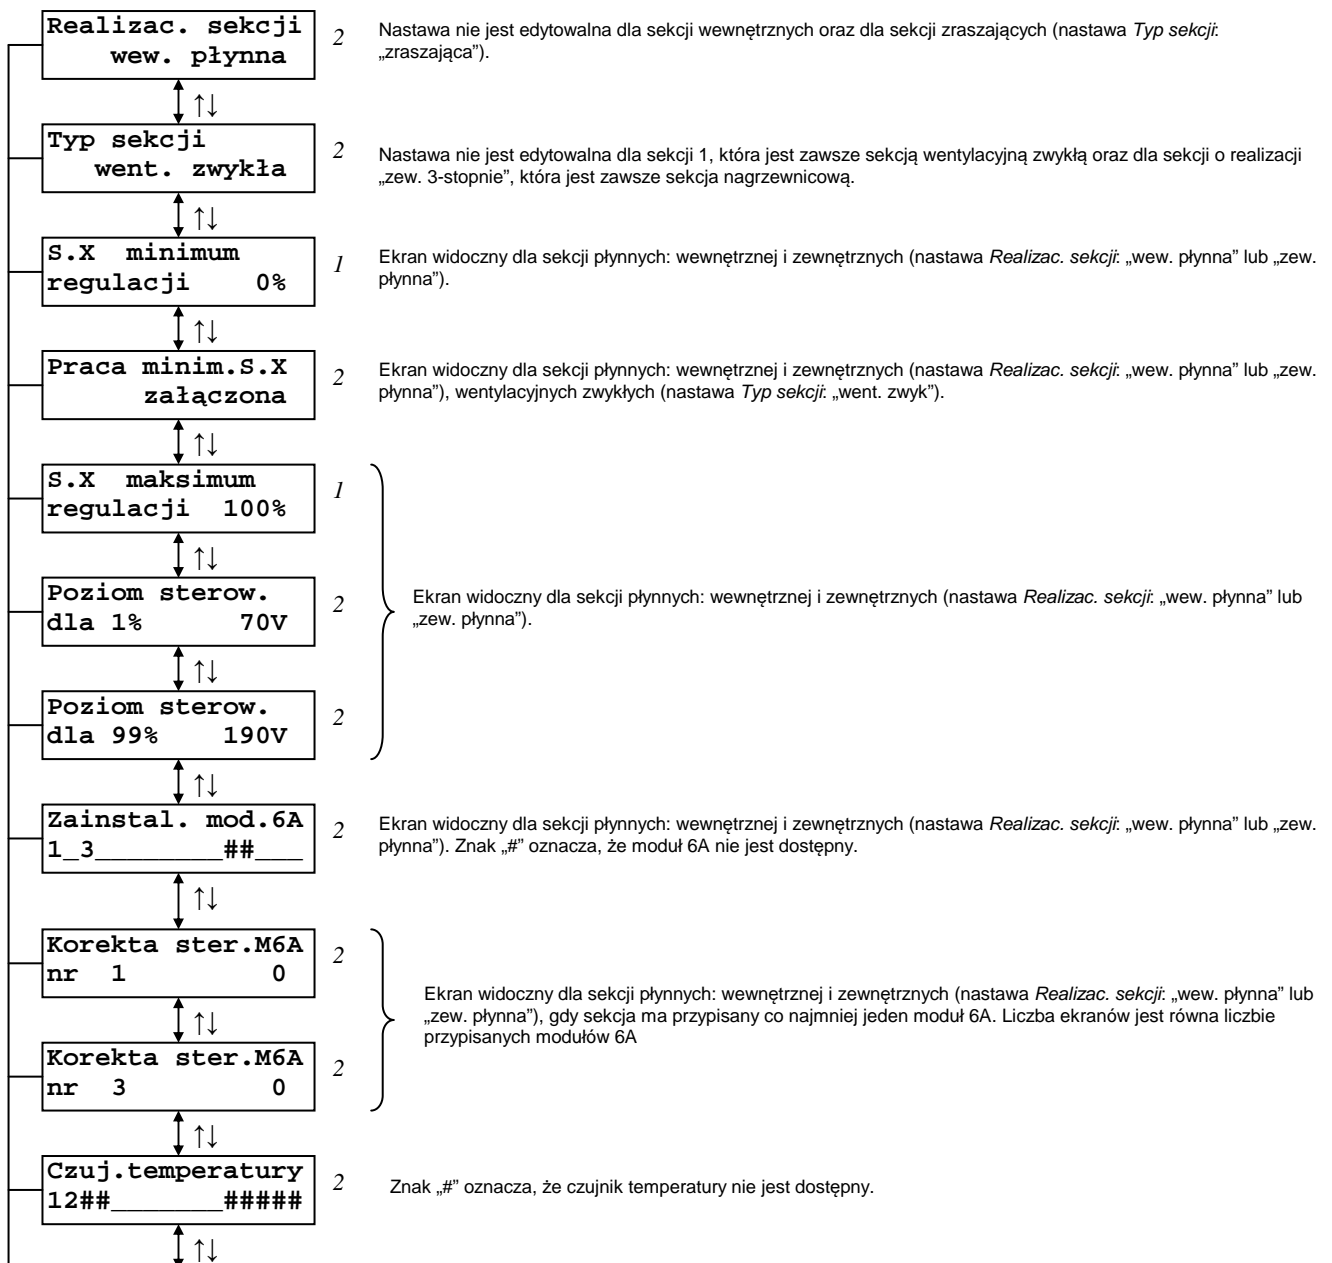 Realizac. sekcji
wew. płynna
2
Nastawa nie jest edytowalna dla sekcji wewnętrznych oraz dla sekcji zraszających (nastawa Typ sekcji:
„zraszająca”).
↑↓
Typ sekcji
went. zwykła
2
Nastawa nie jest edytowalna dla sekcji 1, która jest zawsze sekcją wentylacyjną zwykłą oraz dla sekcji o realizacji
„zew. 3-stopnie”, która jest zawsze sekcja nagrzewnicową.
↑↓
S.X minimum
regulacji 0%
1
Ekran widoczny dla sekcji płynnych: wewnętrznej i zewnętrznych (nastawa Realizac. sekcji: „wew. płynna” lub „zew.
płynna”).
↑↓
Praca minim.S.X
załączona
2
Ekran widoczny dla sekcji płynnych: wewnętrznej i zewnętrznych (nastawa Realizac. sekcji: „wew. płynna” lub „zew.
płynna”), wentylacyjnych zwykłych (nastawa Typ sekcji: „went. zwyk”).
↑↓
S.X maksimum
regulacji 100%
1
↑↓
Poziom sterow.
dla 1% 70V
2
Ekran widoczny dla sekcji płynnych: wewnętrznej i zewnętrznych (nastawa Realizac. sekcji: „wew. płynna” lub
„zew. płynna”).
↑↓
Poziom sterow.
dla 99% 190V
2
↑↓
Zainstal. mod.6A
1_3________##___
2
Ekran widoczny dla sekcji płynnych: wewnętrznej i zewnętrznych (nastawa Realizac. sekcji: „wew. płynna” lub „zew.
płynna”). Znak „#” oznacza, że moduł 6A nie jest dostępny.
↑↓
Korekta ster.M6A
nr 1 0
2
Ekran widoczny dla sekcji płynnych: wewnętrznej i zewnętrznych (nastawa Realizac. sekcji: „wew. płynna” lub
„zew. płynna”), gdy sekcja ma przypisany co najmniej jeden moduł 6A. Liczba ekranów jest równa liczbie
przypisanych modułów 6A
↑↓
Korekta ster.M6A
nr 3 0
2
↑↓
Czuj.temperatury
12##_______#####
2
Znak „#” oznacza, że czujnik temperatury nie jest dostępny.
↑↓